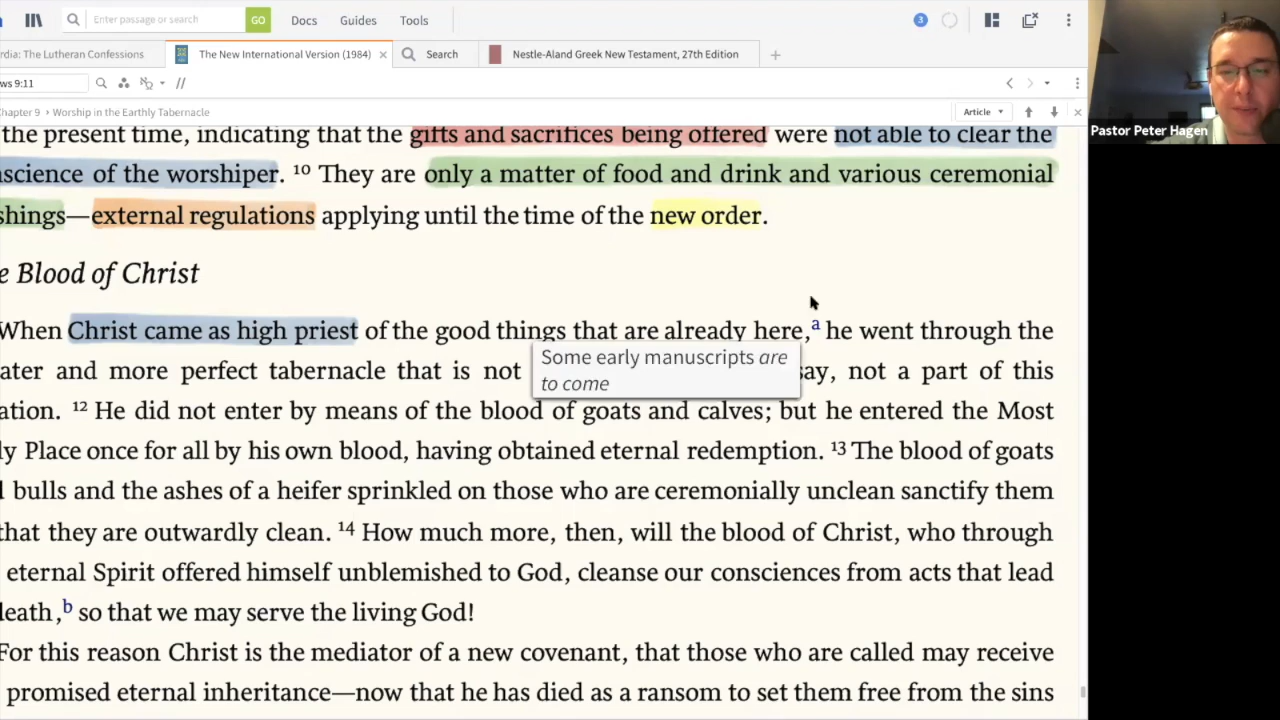 Enter passage or search GO Docs Guides Tools 3
rdia: The Lutheran Confessions The New International Version (1984) × Search Nestle-Aland Greek New Testament, 27th Edition +
ws 9:11
Chapter 9 › Worship in the Earthly Tabernacle Article
Pastor Peter Hagen
the present time, indicating that the gifts and sacrifices being offered were not able to clear the
nscience of the worshiper. 10 They are only a matter of food and drink and various ceremonial
shings—external regulations applying until the time of the new order.
e Blood of Christ
When Christ came as high priest of the good things that are already here,a he went through the
Some early manuscripts are
to come
ater and more perfect tabernacle that is not say, not a part of this
ation. 12 He did not enter by means of the blood of goats and calves; but he entered the Most
ly Place once for all by his own blood, having obtained eternal redemption. 13 The blood of goats
d bulls and the ashes of a heifer sprinkled on those who are ceremonially unclean sanctify them
that they are outwardly clean. 14 How much more, then, will the blood of Christ, who through
eternal Spirit offered himself unblemished to God, cleanse our consciences from acts that lead
death,b so that we may serve the living God!
For this reason Christ is the mediator of a new covenant, that those who are called may receive
promised eternal inheritance—now that he has died as a ransom to set them free from the sins